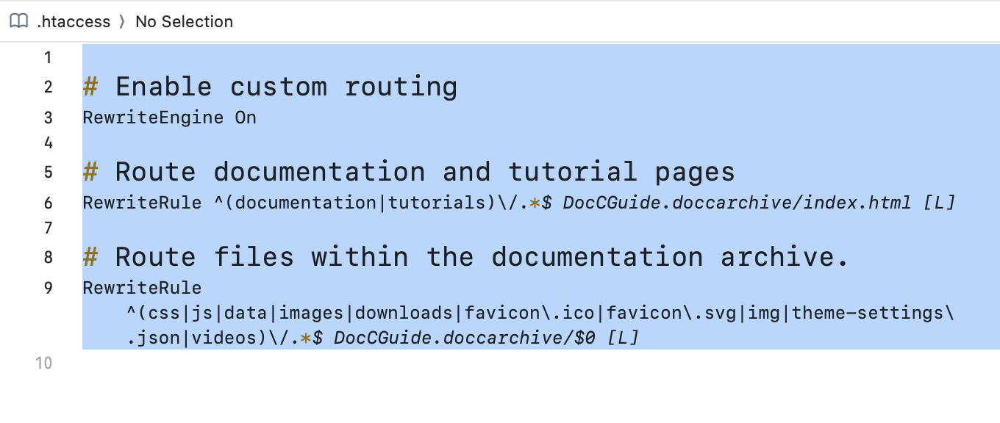 .htaccess ⟩ No Selection
1
2 # Enable custom routing
3 RewriteEngine On
4
5 # Route documentation and tutorial pages
6 RewriteRule ^(documentation|tutorials)\/.*$ DocCGuide.doccarchive/index.html [L]
7
8 # Route files within the documentation archive.
9 RewriteRule
^(css|js|data|images|downloads|favicon\.ico|favicon\.svg|img|theme-settings\
.json|videos)\/.*$ DocCGuide.doccarchive/$0 [L]
10